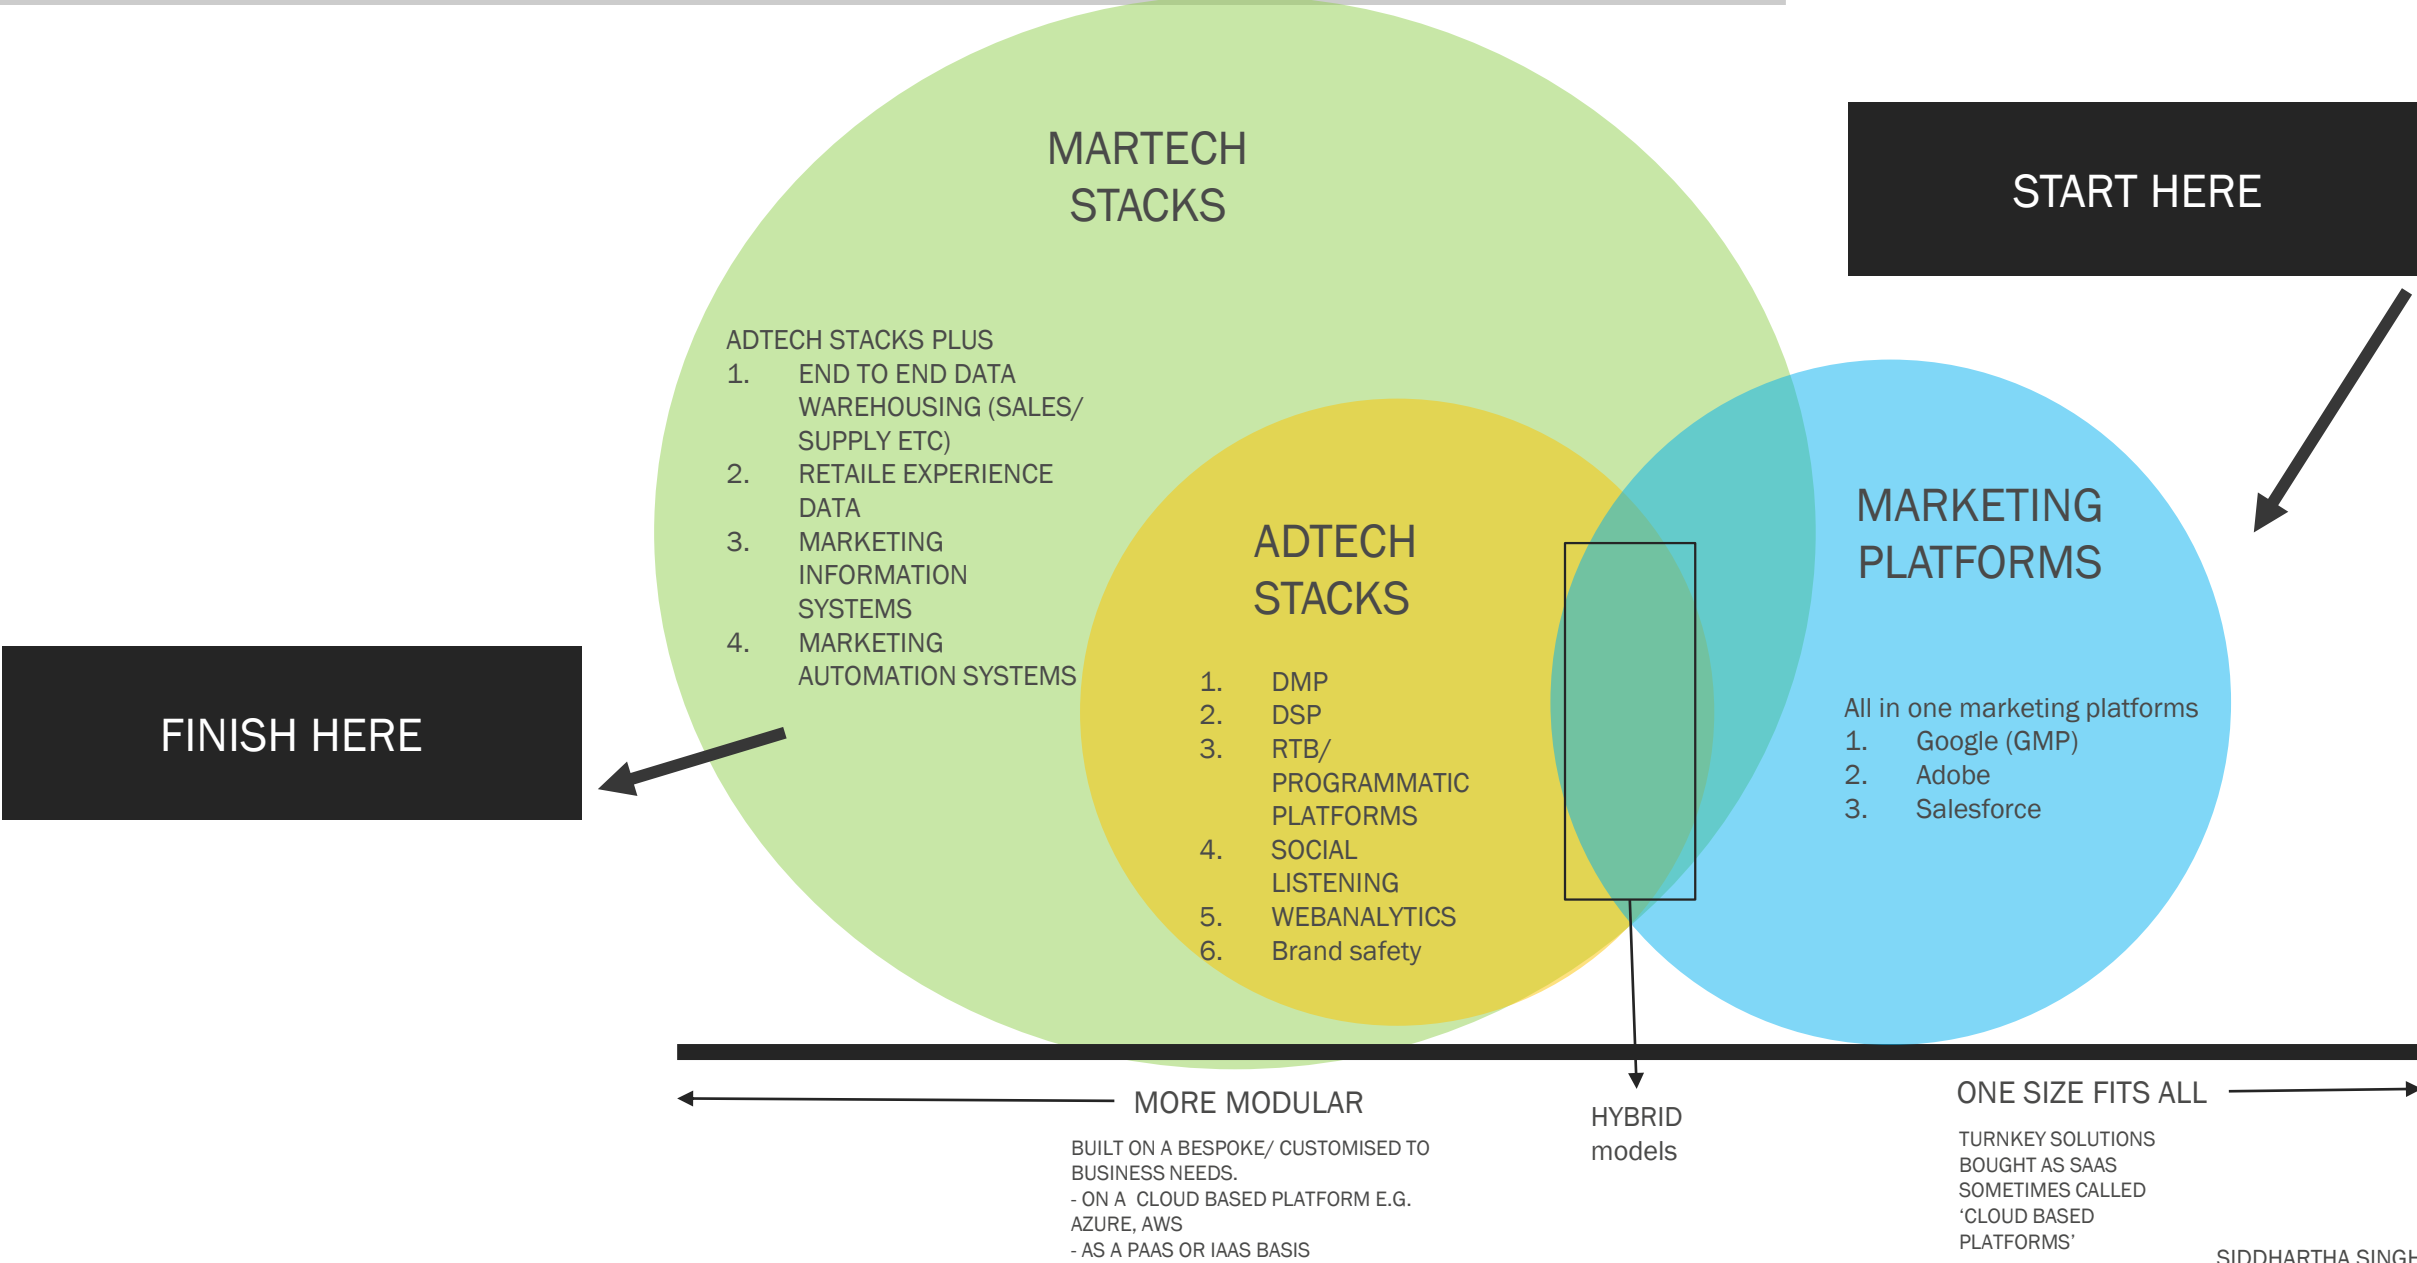 MARTECH
STACKS
START HERE
ADTECH STACKS PLUS
1. END TO END DATA
WAREHOUSING (SALES/
SUPPLY ETC)
2. RETAILE EXPERIENCE
DATA
3. MARKETING
INFORMATION
SYSTEMS
4. MARKETING
AUTOMATION SYSTEMS
ADTECH
STACKS
1. DMP
2. DSP
3. RTB/
PROGRAMMATIC
PLATFORMS
4. SOCIAL
LISTENING
5. WEBANALYTICS
6. Brand safety
MARKETING
PLATFORMS
All in one marketing platforms
1. Google (GMP)
2. Adobe
3. Salesforce
FINISH HERE
MORE MODULAR
BUILT ON A BESPOKE/ CUSTOMISED TO
BUSINESS NEEDS.
- ON A  CLOUD BASED PLATFORM E.G.
AZURE, AWS
- AS A PAAS OR IAAS BASIS
HYBRID
models
ONE SIZE FITS ALL
TURNKEY SOLUTIONS
BOUGHT AS SAAS
SOMETIMES CALLED
‘CLOUD BASED
PLATFORMS’
SIDDHARTHA SINGH